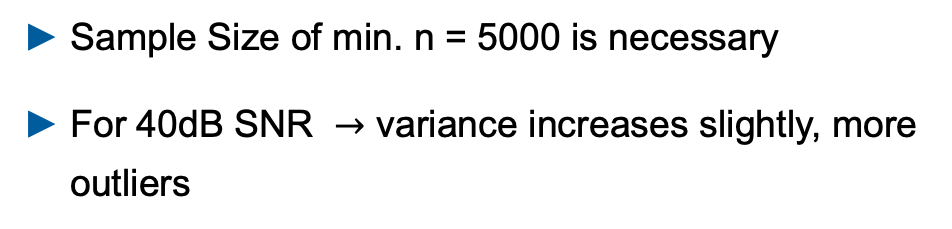 ▶ Sample Size of min. n = 5000 is necessary
▶ For 40dB SNR → variance increases slightly, more
outliers